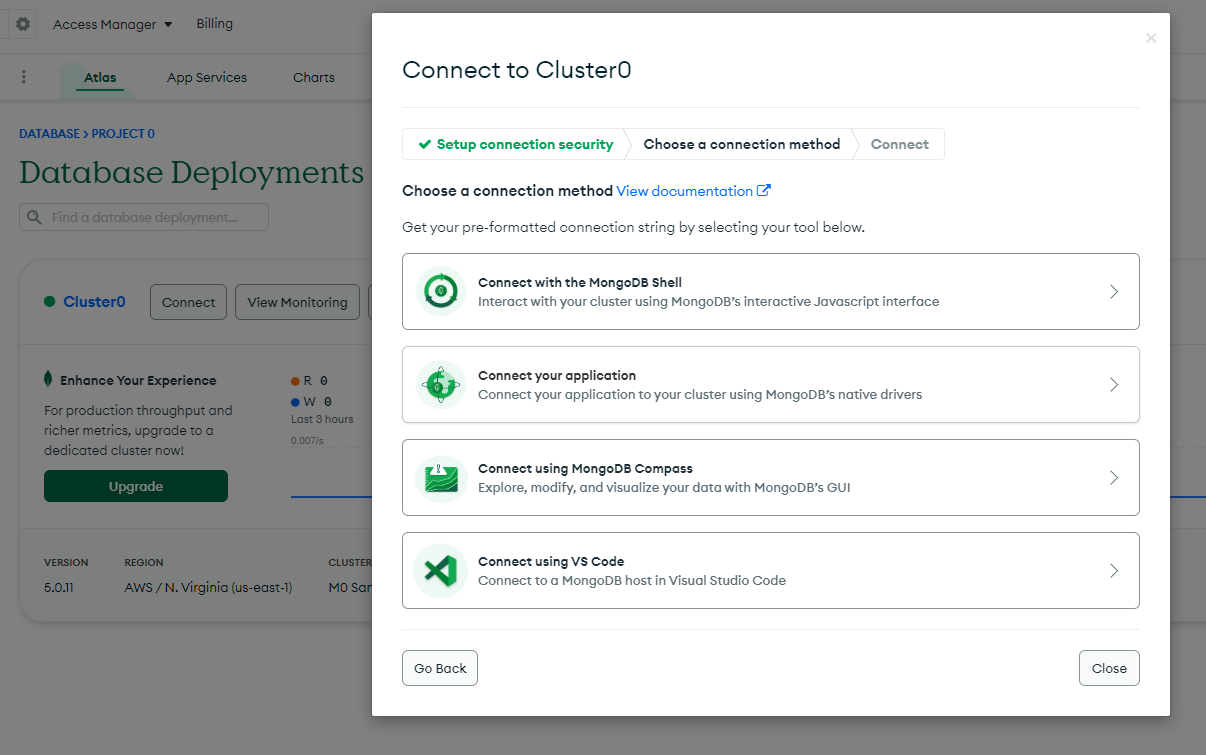 Access Manager
Billing
Atlas
App Services
Charts
DATABASE > PROJECT 0
Database Deployments
Find a database deployment...
Cluster0
Connect
View Monitoring
Enhance Your Experience
For production throughput and
richer metrics, upgrade to a
dedicated cluster now!
Upgrade
R 0
W 0
Last 3 hours
0.007/s
VERSION
REGION
CLUSTER
5.0.11
AWS / N. Virginia (us-east-1)
M0 San
Connect to Cluster0
Setup connection security
Choose a connection method
Connect
Choose a connection method View documentation
Get your pre-formatted connection string by selecting your tool below.
Connect with the MongoDB Shell
Interact with your cluster using MongoDB's interactive Javascript interface
Connect your application
Connect your application to your cluster using MongoDB's native drivers
Connect using MongoDB Compass
Explore, modify, and visualize your data with MongoDB's GUI
Connect using VS Code
Connect to a MongoDB host in Visual Studio Code
Go Back
Close